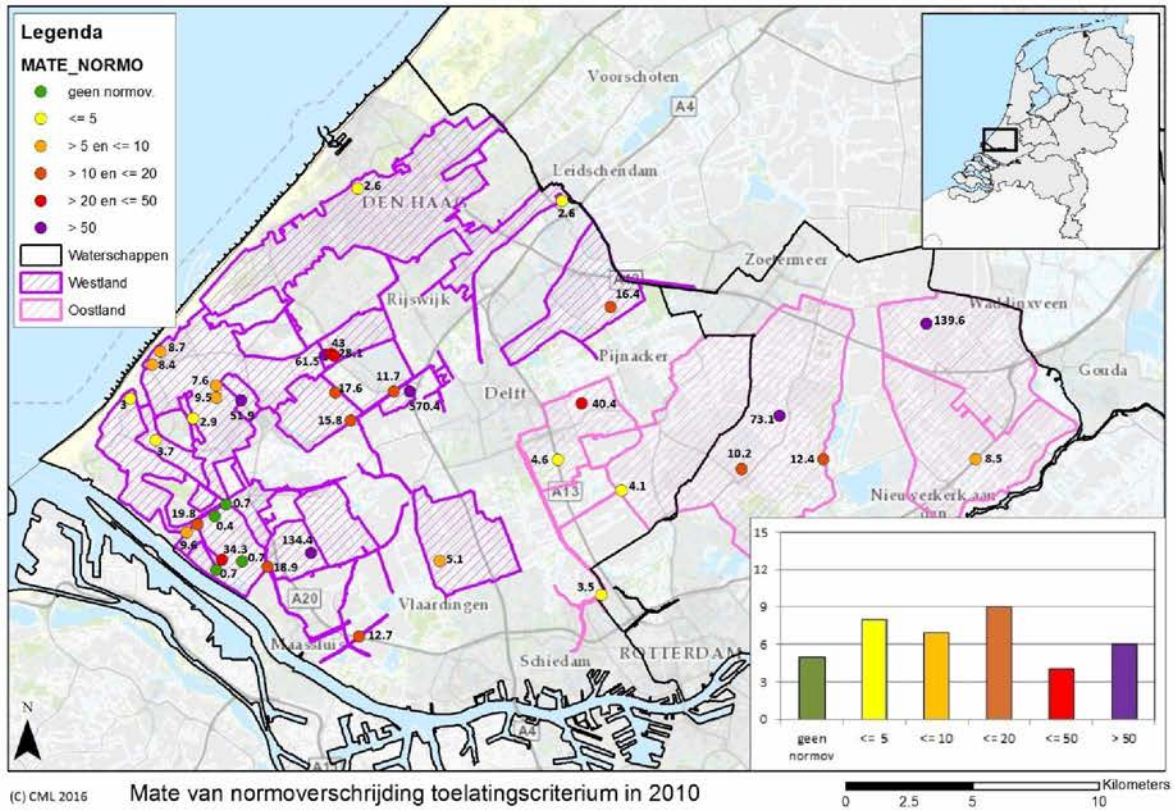 Legenda
MATE_NORMO
geen normov.
<= 5
> 5 en <= 10
> 10 en <= 20
> 20 en <= 50
> 50
Waterschappen
Westland
Oostland
Voorschoten
A4
Leidschendam
2.6
DEN HAAG
2.6
Zoetermeer
16.4
Rijswijk
Waddinxveen
139.6
8.7
8.4
43
61.5
28.1
Pijnacker
Gouda
7.6
9.5
51.9
17.6
11.7
570.4
Delft
3
2.9
15.8
40.4
73.1
3.7
4.6
10.2
12.4
8.5
A13
4.1
Nieuwerkerk aan
den
0.7
19.8
0.4
9.6
34.3
0.7
0.7
18.9
134.4
5.1
3.5
A20
Vlaardingen
12.7
Maassluis
Schiedam
ROTTERDAM
A4
N
15
12
9
6
3
0
geen
normov
<= 5
<= 10
<= 20
<= 50
> 50
(C) CML 2016
Mate van normoverschrijding toelatingscriterium in 2010
Kilometers
0
5
10